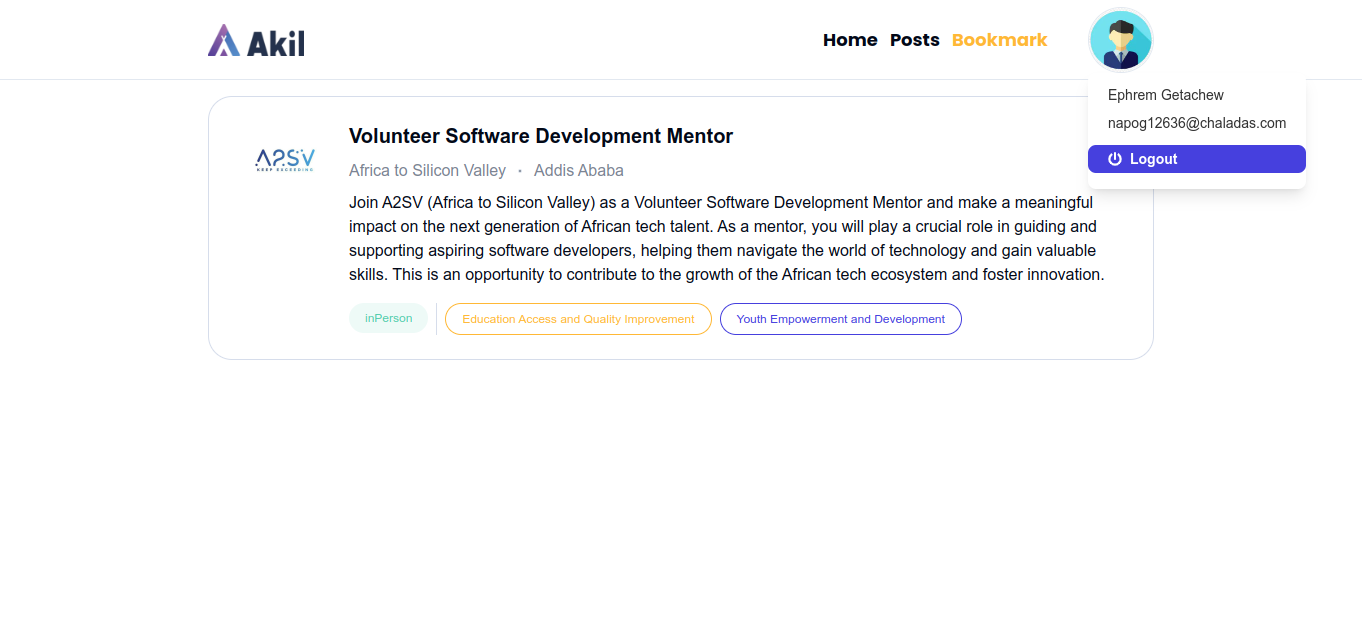 Akil
Home Posts Bookmark
Ephrem Getachew
napog12636@chaladas.com
Logout
A2SV
KEEP EXCEEDING
Volunteer Software Development Mentor
Africa to Silicon Valley • Addis Ababa
Join A2SV (Africa to Silicon Valley) as a Volunteer Software Development Mentor and make a meaningful
impact on the next generation of African tech talent. As a mentor, you will play a crucial role in guiding and
supporting aspiring software developers, helping them navigate the world of technology and gain valuable
skills. This is an opportunity to contribute to the growth of the African tech ecosystem and foster innovation.
inPerson
Education Access and Quality Improvement
Youth Empowerment and Development